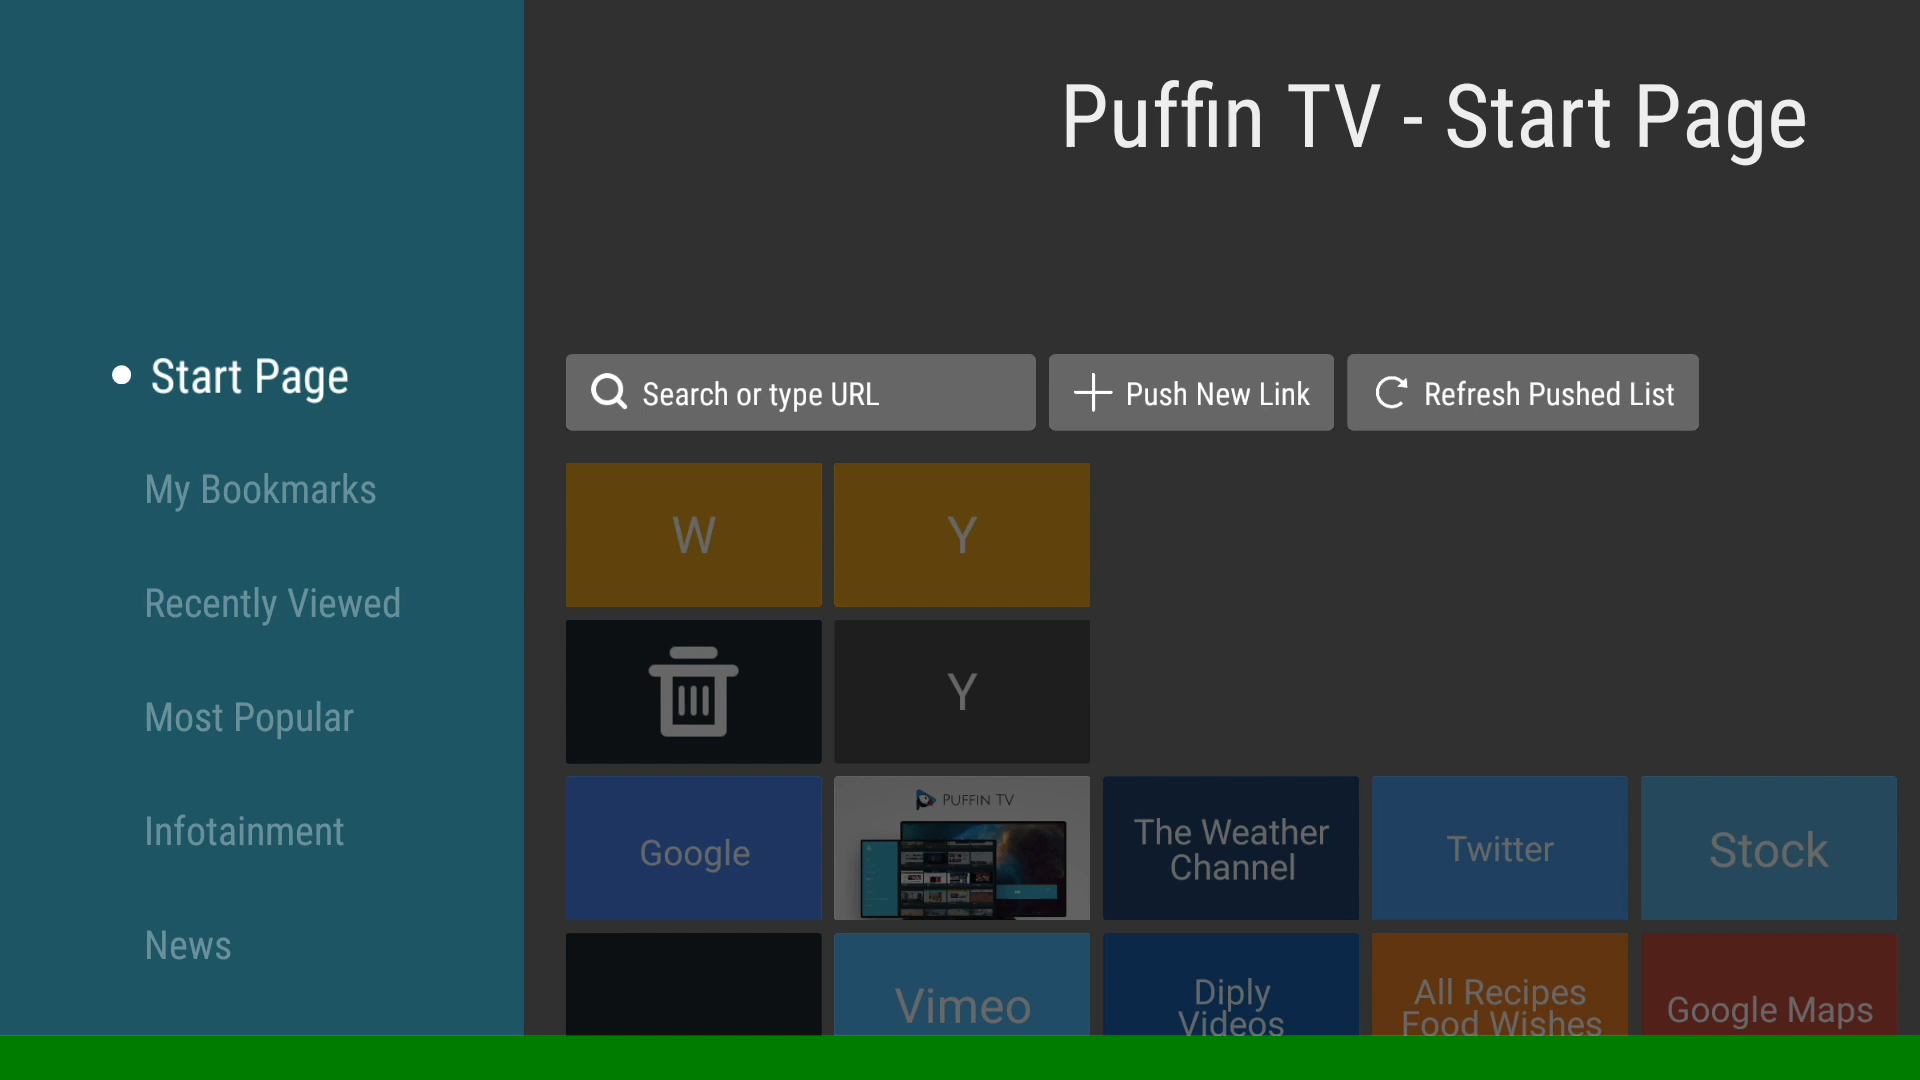 Puffin TV - Start Page
Start Page
My Bookmarks
Recently Viewed
Most Popular
Infotainment
News
Search or type URL
Push New Link
Refresh Pushed List
W
Y
Y
Google
PUFFIN TV
The Weather
Channel
Twitter
Stock
Vimeo
Diply
Videos
All Recipes
Food Wishes
Google Maps